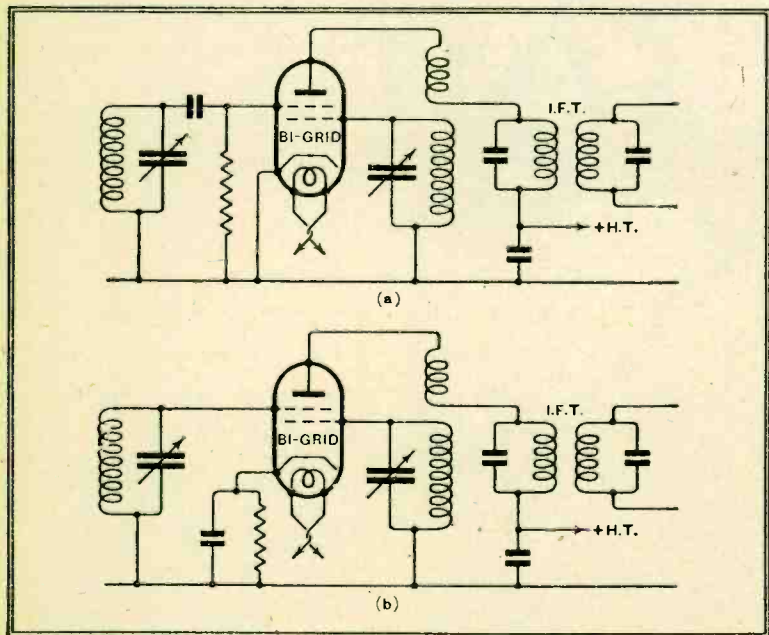 I.F.T.
BI-GRID
+H.T.
(a)
I.F.T.
BI-GRID
+H.T.
(b)